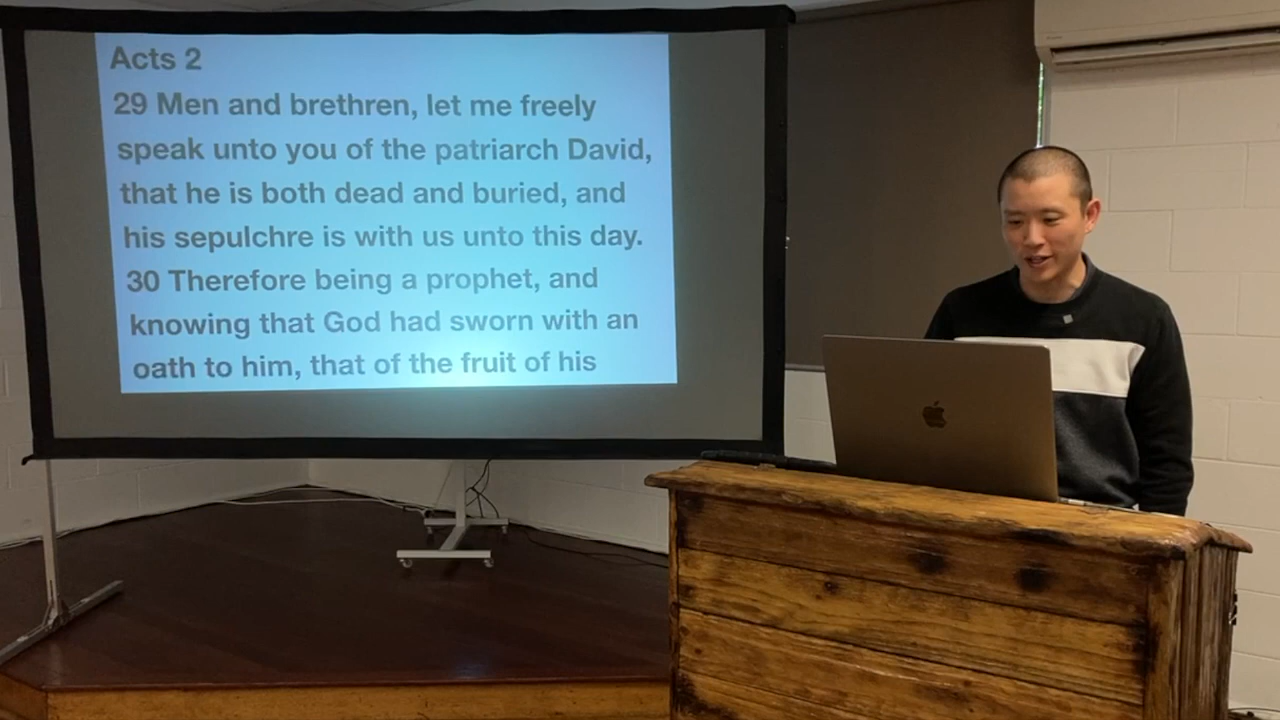 Acts 2
29 Men and brethren, let me freely
speak unto you of the patriarch David,
that he is both dead and buried, and
his sepulchre is with us unto this day.
30 Therefore being a prophet, and
knowing that God had sworn with an
oath to him, that of the fruit of his